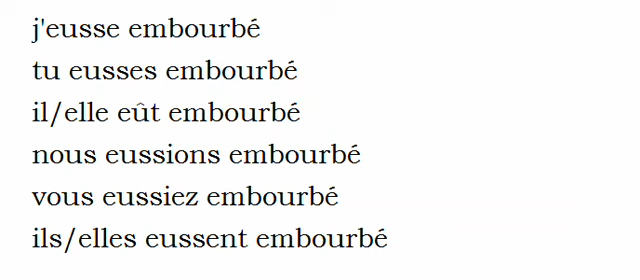 j'eusse embourbé
tu eusses embourbé
il/elle eût embourbé
nous eussions embourbé
vous eussiez embourbé
ils/elles eussent embourbé